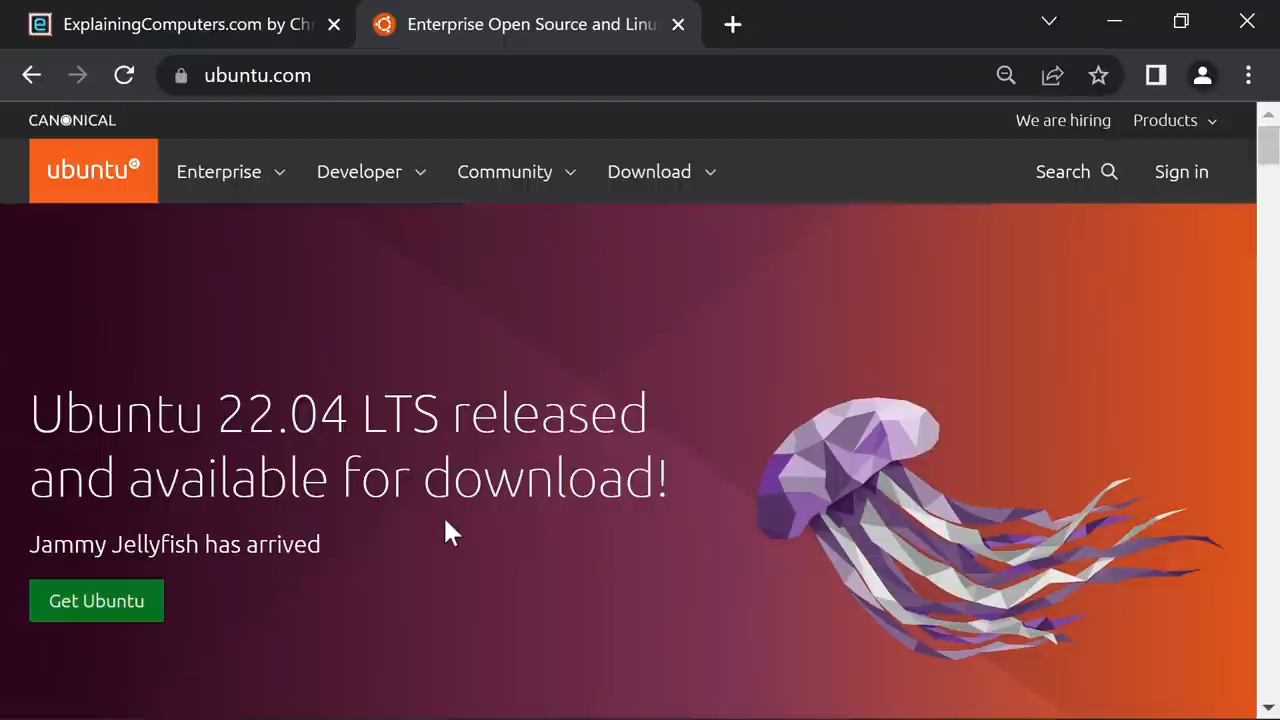 ExplainingComputers.com by Chr
Enterprise Open Source and Linu
ubuntu.com
CANONICAL
We are hiring
Products
ubuntu
Enterprise
Developer
Community
Download
Search
Sign in
Ubuntu 22.04 LTS released
and available for download!
Jammy Jellyfish has arrived
Get Ubuntu